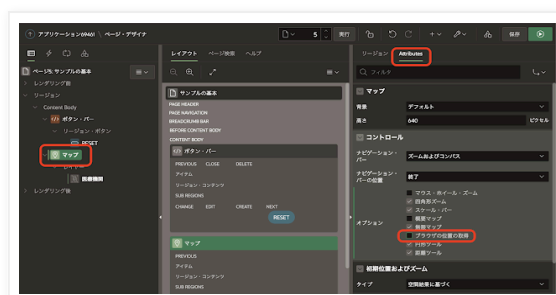 アプリケーション69461 \ ページ・デザイナ
5
実行
保存
レイアウト ページ検索 ヘルプ
リージョン Attributes
ページ5: サンプルの基本
レンダリング前
リージョン
Content Body
ボタン・バー
リージョン・ボタン
RESET
マップ
医療機関
レンダリング後
サンプルの基本
PAGE HEADER
PAGE NAVIGATION
BREADCRUMB BAR
BEFORE CONTENT BODY
CONTENT BODY
ボタン・バー
PREVIOUS CLOSE DELETE
アイテム
リージョン・コンテンツ
SUB REGIONS
CHANGE EDIT CREATE NEXT
RESET
マップ
PREVIOUS
アイテム
リージョン・コンテンツ
SUB REGIONS
フィルタ
マップ
背景 デフォルト
高さ 640 ピクセル
コントロール
ナビゲーション・バー ズームおよびコンパス
ナビゲーション・バーの位置 終了
オプション
マウス・ホイール・ズーム
四角形ズーム
スケール・バー
概要マップ
無限マップ
ブラウザの位置の取得
円形ツール
距離ツール
初期位置およびズーム
タイプ 空間結果に基づく